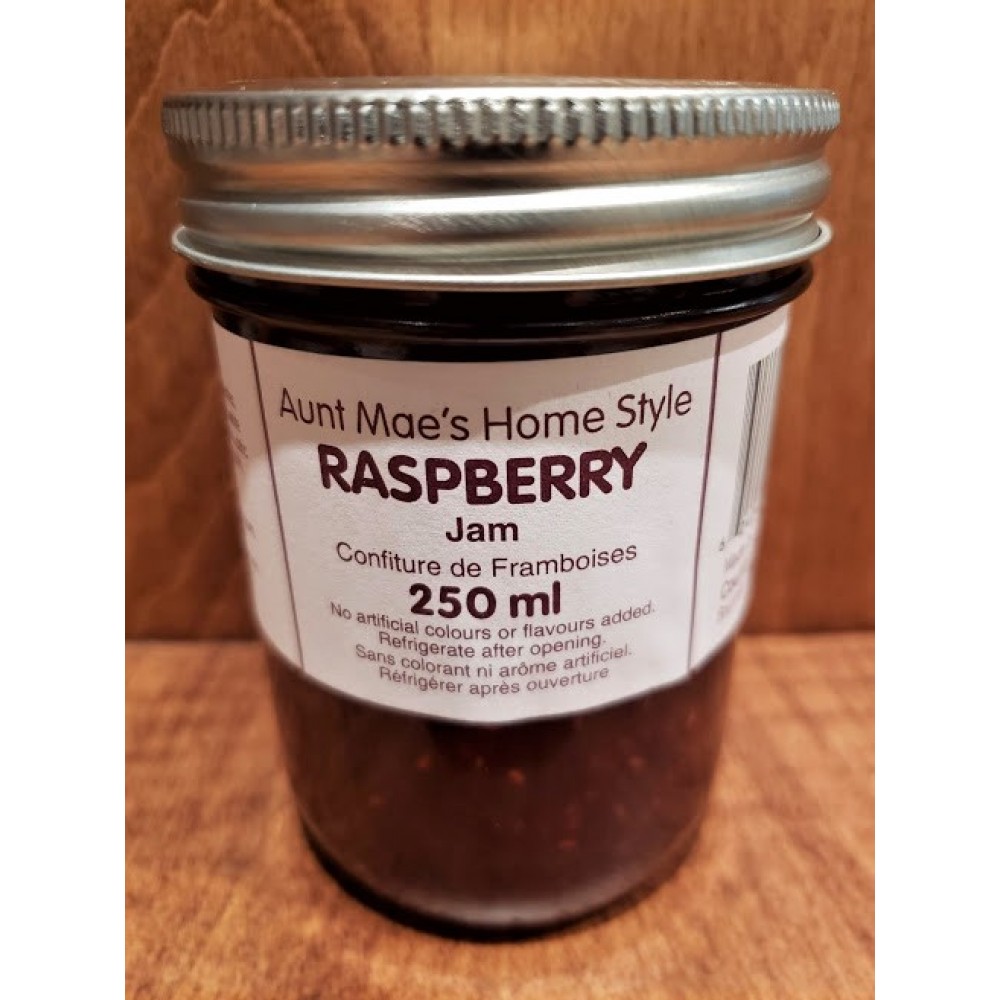 Aunt Mae's Home Style
RASPBERRY
Jam
Confiture de Framboises
250 ml
No artificial colours or flavours added.
Refrigerate after opening.
Sans colorant ni arôme artificiel.
Réfrigérer après ouverture